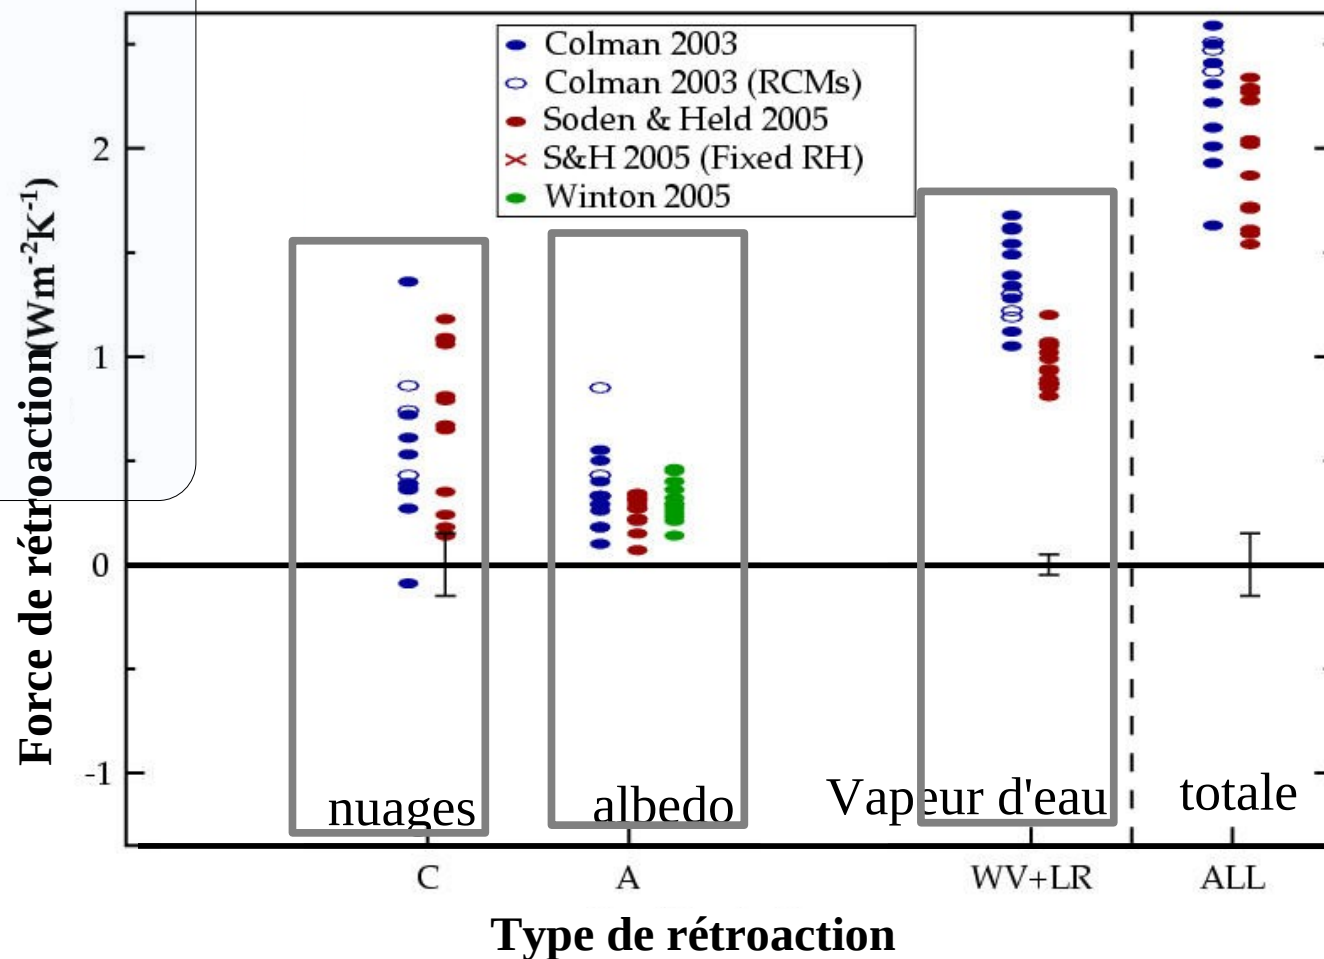 Colman 2003
Colman 2003 (RCMs)
Soden & Held 2005
S&H 2005 (Fixed RH)
Winton 2005
Force de rétroaction(Wm⁻²K⁻¹)
2
1
0
-1
nuages
albedo
Vapeur d'eau
totale
C
A
WV+LR
ALL
Type de rétroaction